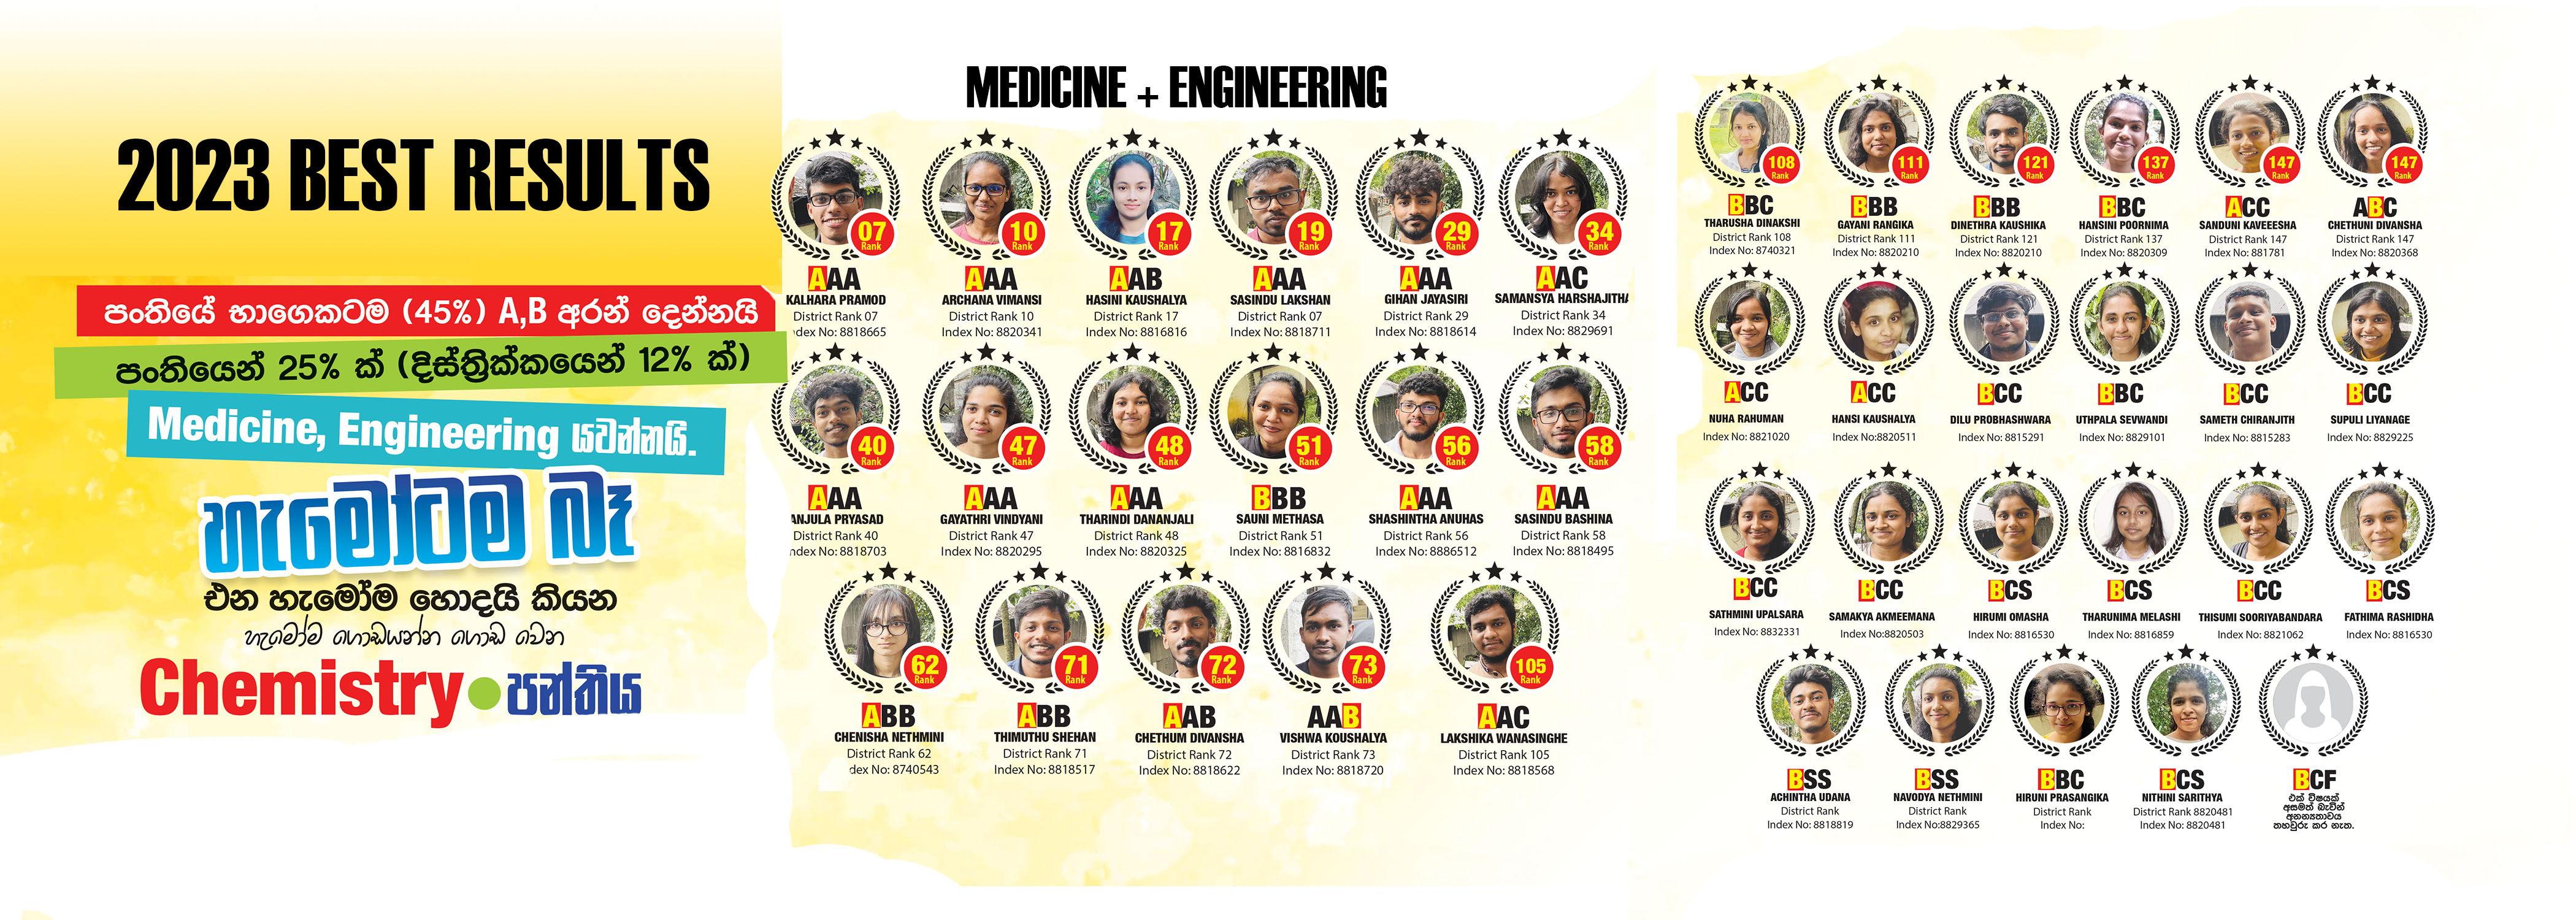 2023 BEST RESULTS
පංතියේ භාගෙකටම (45%) A,B අරන් දෙන්නයි
පංතියෙන් 25% ක් (දිස්ත්‍රික්කයෙන් 12% ක්)
Medicine, Engineering යවන්නයි.
හැමෝටම බෑ
එන හැමෝම හොදයි කියන
හැමෝම ගොඩයන්න ගොඩ වෙන
Chemistry පන්තිය
MEDICINE + ENGINEERING
07 Rank
10 Rank
17 Rank
19 Rank
29 Rank
34 Rank
AAA AAA AAB AAA AAA AAC
KALHARA PRAMOD ARCHANA VIMANSI HASINI KAUSHALYA SASINDU LAKSHAN GIHAN JAYASIRI SAMANSYA HARSHAJITHA
District Rank 07 District Rank 10 District Rank 17 District Rank 07 District Rank 29 District Rank 34
dex No: 8818665 Index No: 8820341 Index No: 8816816 Index No: 8818711 Index No: 8818614 Index No: 8829691
40 Rank
47 Rank
48 Rank
51 Rank
56 Rank
58 Rank
AAA AAA AAA BBB AAA AAA
ANJULA PRYASAD GAYATHRI VINDYANI THARINDI DANANJALI SAUNI METHASA SHASHINTHA ANUHAS SASINDU BASHINA
District Rank 40 District Rank 47 District Rank 48 District Rank 51 District Rank 56 District Rank 58
ndex No: 8818703 Index No: 8820295 Index No: 8820325 Index No: 8816832 Index No: 8886512 Index No: 8818495
62 Rank
71 Rank
72 Rank
73 Rank
105 Rank
ABB ABB AAB AAB AAC
CHENISHA NETHMINI THIMUTHU SHEHAN CHETHUM DIVANSHA VISHWA KOUSHALYA LAKSHIKA WANASINGHE
District Rank 62 District Rank 71 District Rank 72 District Rank 73 District Rank 105
dex No: 8740543 Index No: 8818517 Index No: 8818622 Index No: 8818720 Index No: 8818568
108 Rank
111 Rank
121 Rank
137 Rank
147 Rank
147 Rank
BBC BBB BBB BBC ACC ABC
THARUSHA DINAKSHI GAYANI RANGIKA DINETHRA KAUSHIKA HANSINI POORNIMA SANDUNI KAVEEESHA CHETHUNI DIVANSHA
District Rank 108 District Rank 111 District Rank 121 District Rank 137 District Rank 147 District Rank 147
Index No: 8740321 Index No: 8820210 Index No: 8820210 Index No: 8820309 Index No: 881781 Index No: 8820368
ACC ACC BCC BBC BCC BCC
NUHA RAHUMAN HANSI KAUSHALYA DILU PROBHASHWARA UTHPALA SEVWANDI SAMETH CHIRANJITH SUPULI LIYANAGE
Index No: 8821020 Index No:8820511 Index No: 8815291 Index No: 8829101 Index No: 8815283 Index No: 8829225
BCC BCC BCS BCS BCC BCS
SATHMINI UPALSARA SAMAKYA AKMEEMANA HIRUMI OMASHA THARUNIMA MELASHI THISUMI SOORIYABANDARA FATHIMA RASHIDHA
Index No: 8832331 Index No:8820503 Index No: 8816530 Index No: 8816859 Index No: 8821062 Index No: 8816530
BSS BSS BBC BCS BCF
ACHINTHA UDANA NAVODYA NETHMINI HIRUNI PRASANGIKA NITHINI SARITHYA
District Rank District Rank District Rank District Rank 8820481
Index No: 8818819 Index No:8829365 Index No: Index No: 8820481
එක් විෂයක්
අසමත් බැවින්
අනන්‍යතාවය
තහවුරු කර නැත.